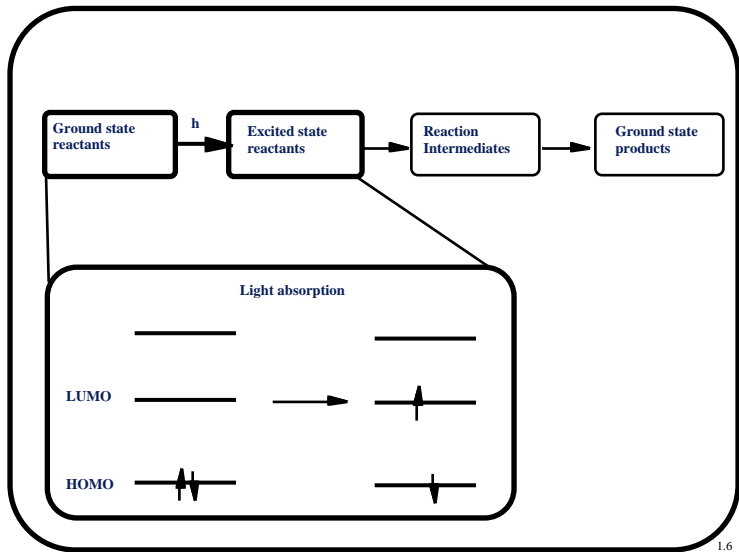 Ground state
reactants
h
Excited state
reactants
Reaction
Intermediates
Ground state
products
Light absorption
LUMO
HOMO
1.6